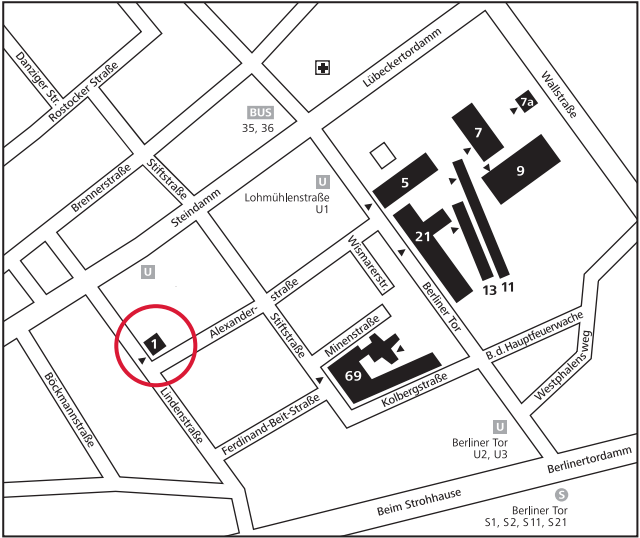 Danziger Str.
Rostocker Straße
Lübeckertordamm
Wallstraße
BUS
35, 36
7a
7
9
5
Brennerstraße
Stiftstraße
Steindamm
U
Lohmühlenstraße
U1
21
13
11
Wismarerstr.
Berliner Tor
U
Alexander-
straße
Stiftstraße
Minenstraße
1
69
Kolbergstraße
B.d.Hauptfeuerwache
Westphalensweg
Böckmannstraße
Lindenstraße
Ferdinand-Beit-Straße
U
Berliner Tor
U2, U3
Berlinertordamm
Beim Strohhause
S
Berliner Tor
S1, S2, S11, S21